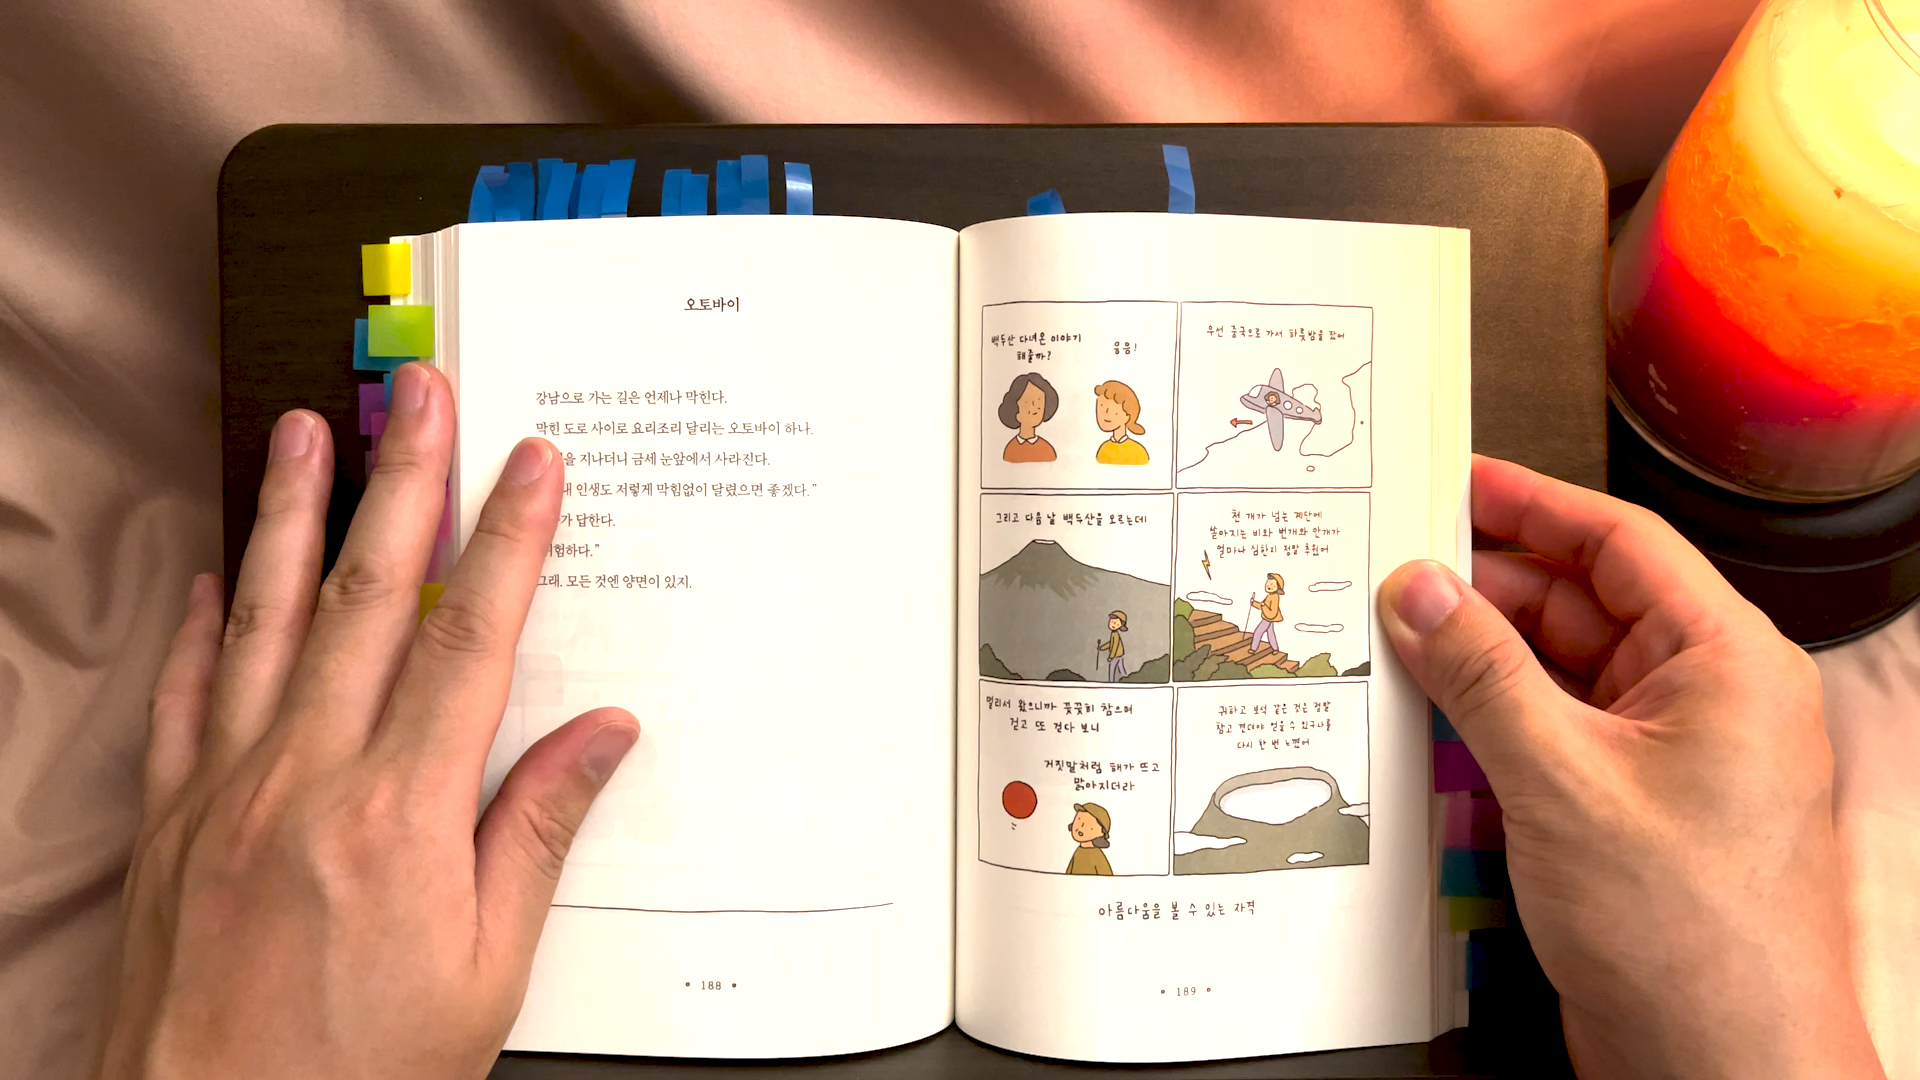 오토바이
강남으로 가는 길은 언제나 막힌다.
막힌 도로 사이로 요리조리 달리는 오토바이 하나.
을 지나더니 금세 눈앞에서 사라진다.
내 인생도 저렇게 막힘없이 달렸으면 좋겠다.”
가 답한다.
험하다.”
그래. 모든 것엔 양면이 있지.
188
백두산 다녀온 이야기
해줄까?
응응!
우선 중국으로 가서 하룻밤을 잤어
그리고 다음 날 백두산을 오르는데
천 개가 넘는 계단에
쏟아지는 비와 번개와 안개가
얼마나 심한지 정말 추웠어
멀리서 왔으니까 꿋꿋히 참으며
걷고 또 걷다 보니
거짓말처럼 해가 뜨고
맑아지더라
귀하고 보석 같은 것은 정말
참고 견뎌야 얻을 수 있구나를
다시 한 번 느꼈어
아름다움을 볼 수 있는 자격
189